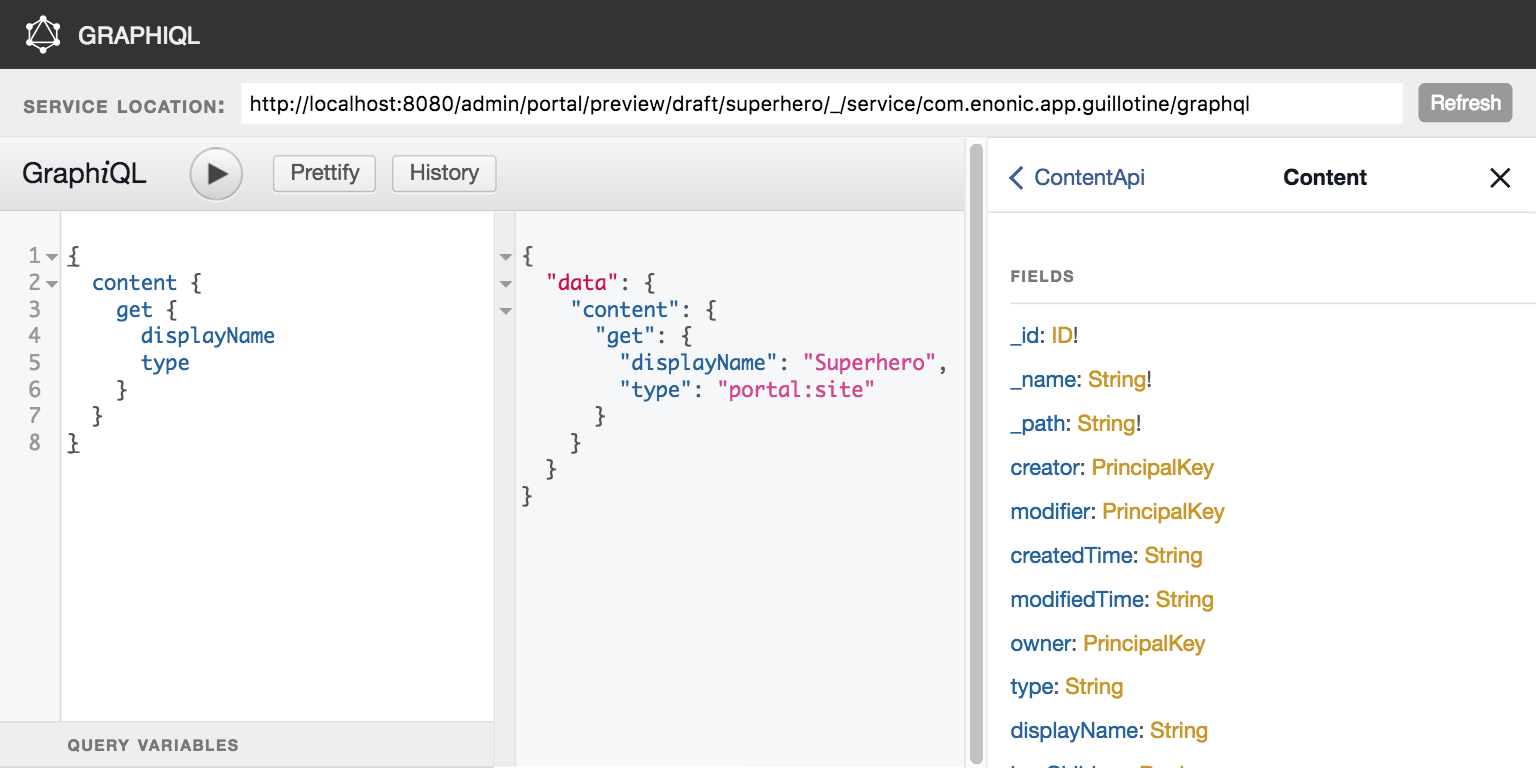 GRAPHIQL
SERVICE LOCATION: http://localhost:8080/admin/portal/preview/draft/superhero/_/service/com.enonic.app.guillotine/graphql Refresh
GraphiQL Prettify History
1 {
2 content {
3 get {
4 displayName
5 type
6 }
7 }
8 }
QUERY VARIABLES
{
"data": {
"content": {
"get": {
"displayName": "Superhero",
"type": "portal:site"
}
}
}
}
ContentApi Content
FIELDS
_id: ID!
_name: String!
_path: String!
creator: PrincipalKey
modifier: PrincipalKey
createdTime: String
modifiedTime: String
owner: PrincipalKey
type: String
displayName: String